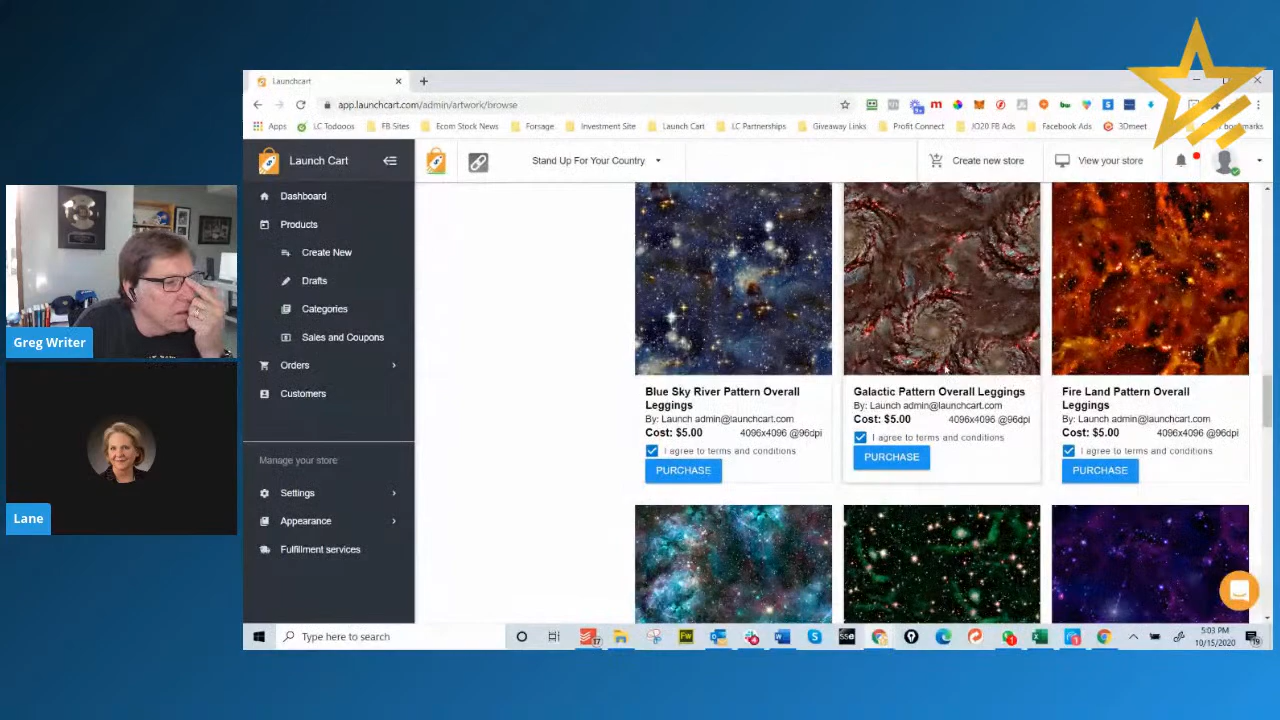 Launchcart
app.launchcart.com/admin/artwork/browse
Apps
LC Todooos
FB Sites
Ecom Stock News
Forsage
Investment Site
Launch Cart
LC Partnerships
Giveaway Links
Profit Connect
JO20 FB Ads
Facebook Ads
3Dmeet
bookmarks
Launch Cart
Stand Up For Your Country
Create new store
View your store
Dashboard
Products
Create New
Drafts
Categories
Sales and Coupons
Orders
Customers
Manage your store
Settings
Appearance
Fulfillment services
Blue Sky River Pattern Overall
Leggings
By: Launch admin@launchcart.com
Cost: $5.00 4096x4096 @96dpi
I agree to terms and conditions
PURCHASE
Galactic Pattern Overall Leggings
By: Launch admin@launchcart.com
Cost: $5.00 4096x4096 @96dpi
I agree to terms and conditions
PURCHASE
Fire Land Pattern Overall
Leggings
By: Launch admin@launchcart.com
Cost: $5.00 4096x4096 @96dpi
I agree to terms and conditions
PURCHASE
Greg Writer
Lane
Type here to search
17
Fw
SSE
5:03 PM
10/15/2020
19